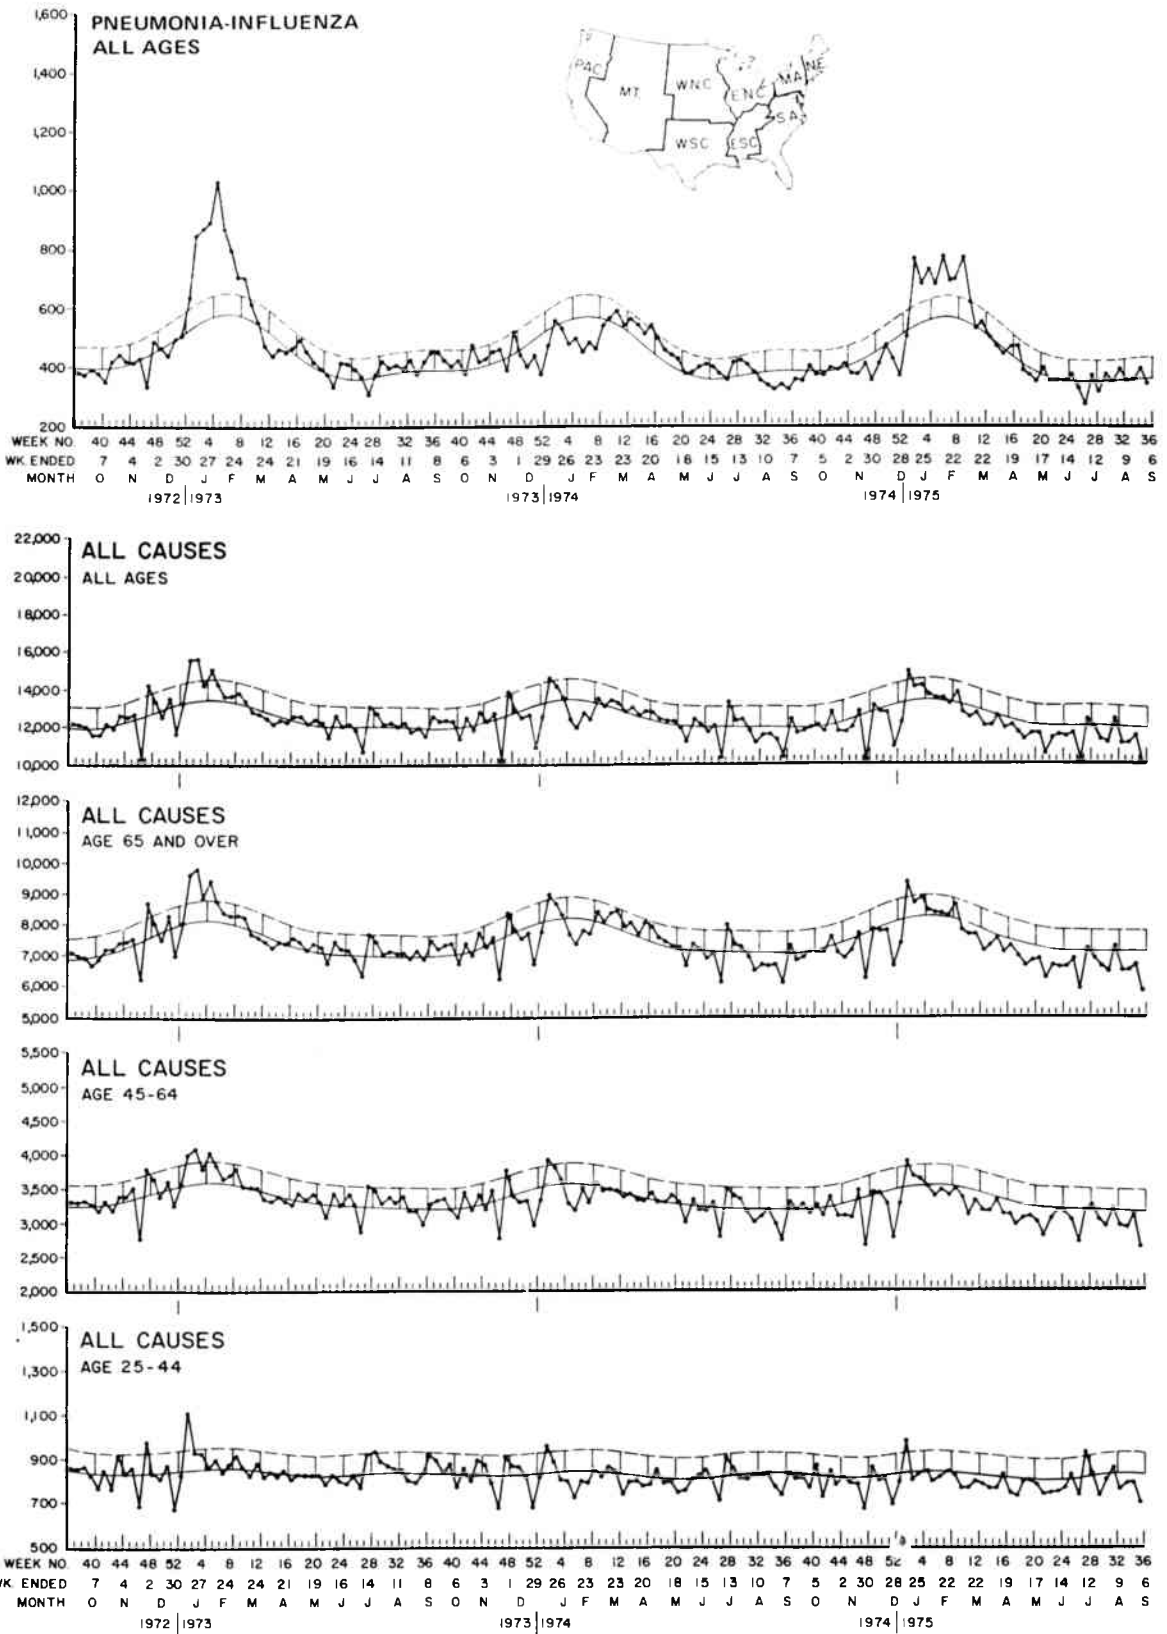 PNEUMONIA-INFLUENZA
ALL AGES
1,600
1,400
1,200
1,000
800
600
400
200
PAC
MT.
WNC
ENC
MA
NE
SA
WSC
ESC
WEEK NO. 40 44 48 52 4 8 12 16 20 24 28 32 36 40 44 48 52 4 8 12 16 20 24 28 32 36 40 44 48 52 4 8 12 16 20 24 28 32 36
WK. ENDED 7 4 2 30 27 24 24 21 19 16 14 11 8 6 3 1 29 26 23 23 20 18 15 13 10 7 5 2 30 28 25 22 22 19 17 14 12 9 6
MONTH O N D J F M A M J J A S O N D J F M A M J J A S O N D J F M A M J J A S
1972 1973 1973 1974 1974 1975
ALL CAUSES
ALL AGES
22,000
20,000
18,000
16,000
14,000
12,000
10,000
ALL CAUSES
AGE 65 AND OVER
12,000
11,000
10,000
9,000
8,000
7,000
6,000
5,000
ALL CAUSES
AGE 45-64
5,500
5,000
4,500
4,000
3,500
3,000
2,500
2,000
ALL CAUSES
AGE 25-44
1,500
1,300
1,100
900
700
500
WEEK NO. 40 44 48 52 4 8 12 16 20 24 28 32 36 40 44 48 52 4 8 12 16 20 24 28 32 36 40 44 48 52 4 8 12 16 20 24 28 32 36
K. ENDED 7 4 2 30 27 24 24 21 19 16 14 11 8 6 3 1 29 26 23 23 20 18 15 13 10 7 5 2 30 28 25 22 22 19 17 14 12 9 6
MONTH O N D J F M A M J J A S O N D J F M A M J J A S O N D J F M A M J J A S
1972 1973 1973 1974 1974 1975